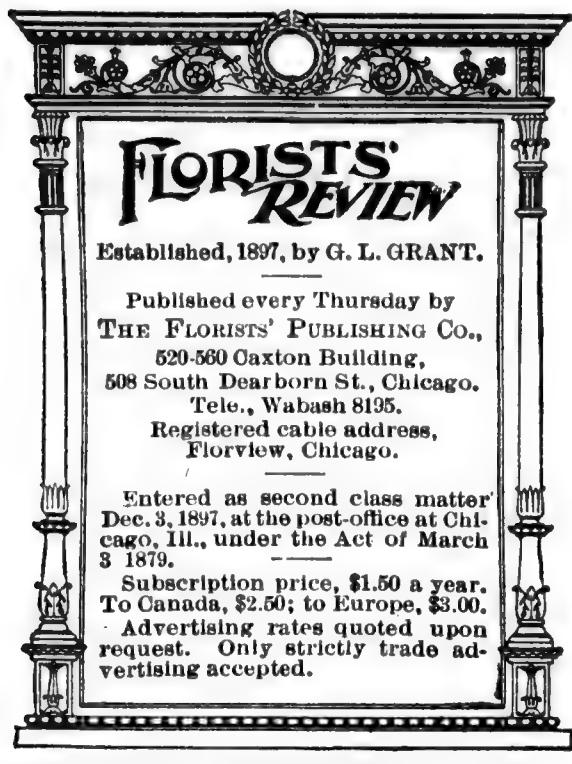 FLORISTS'
REVIEW
Established, 1897, by G. L. GRANT.
Published every Thursday by
THE FLORISTS' PUBLISHING CO.,
520-560 Caxton Building,
508 South Dearborn St., Chicago.
Tele., Wabash 8195.
Registered cable address,
Florview, Chicago.
Entered as second class matter
Dec. 3, 1897, at the post-office at Chi-
cago, Ill., under the Act of March
3 1879.
Subscription price, $1.50 a year.
To Canada, $2.50; to Europe, $3.00.
Advertising rates quoted upon
request. Only strictly trade ad-
vertising accepted.